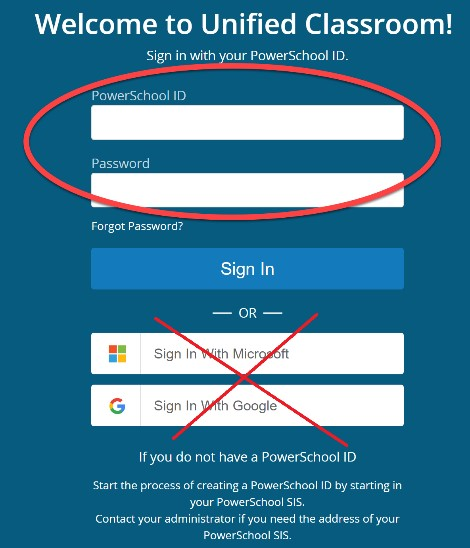 Welcome to Unified Classroom!
Sign in with your PowerSchool ID.
PowerSchool ID
Password
Forgot Password?
Sign In
OR
Sign In With Microsoft
Sign In With Google
If you do not have a PowerSchool ID
Start the process of creating a PowerSchool ID by starting in
your PowerSchool SIS.
Contact your administrator if you need the address of your
PowerSchool SIS.